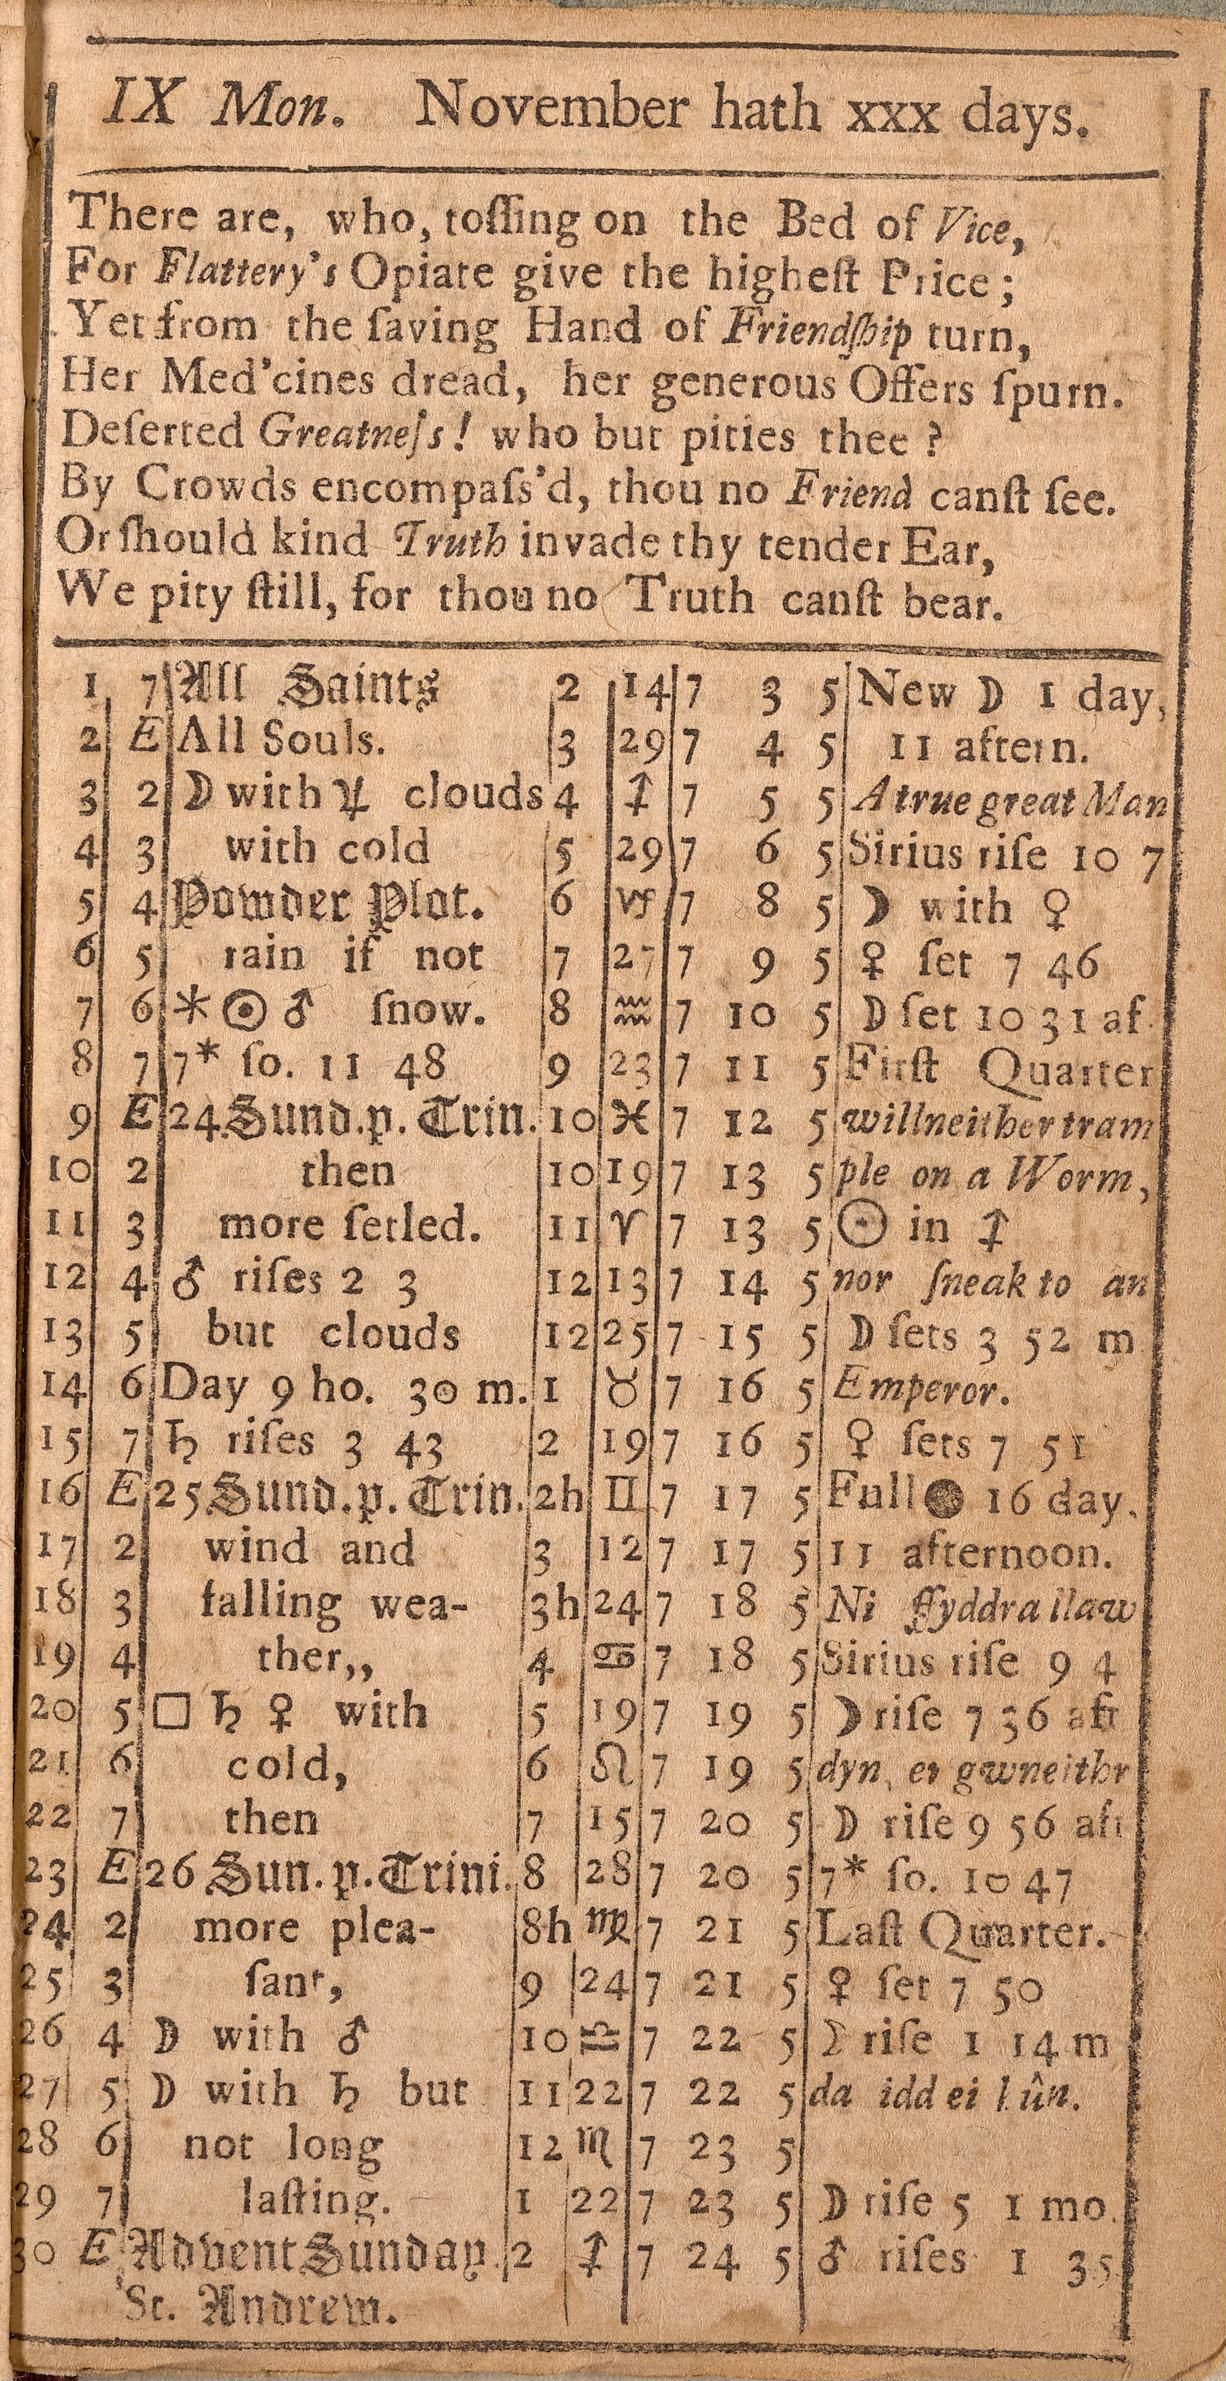 IX Mon. November hath xxx days.
There are, who, toſſing on the Bed of Vice,
For Flattery's Opiate give the higheſt Price;
Yet from the ſaving Hand of Friendſhip turn,
Her Med'cines dread, her generous Offers ſpurn.
Deſerted Greatneſs! who but pities thee?
By Crowds encompaſs'd, thou no Friend canſt ſee.
Or ſhould kind Truth invade thy tender Ear,
We pity ſtill, for thou no Truth canſt bear.
1 7 All Saints 2 14 7 3 5 New ☽ 1 day,
2 E All Souls. 3 29 7 4 5 11 aftern.
3 2 ☽ with ♃ clouds 4 ♐ 7 5 5 A true great Man
4 3 with cold 5 29 7 6 5 Sirius riſe 10 7
5 4 Powder Plot. 6 ♑ 7 8 5 ☽ with ♀
6 5 rain if not 7 27 7 9 5 ♀ ſet 7 46
7 6 ⚹ ☉ ♂ ſnow. 8 ♒ 7 10 5 ☽ ſet 10 31 af.
8 7 7* ſo. 11 48 9 23 7 11 5 Firſt Quarter
9 E 24 Sund. p. Trin. 10 ♓ 7 12 5 will neither tram
10 2 then 10 19 7 13 5 ple on a Worm,
11 3 more ſetled. 11 ♈ 7 13 5 ☉ in ♐
12 4 ♂ riſes 2 3 12 13 7 14 5 nor ſneak to an
13 5 but clouds 12 25 7 15 5 ☽ ſets 3 52 m
14 6 Day 9 ho. 30 m. 1 ♉ 7 16 5 Emperor.
15 7 ♄ riſes 3 43 2 19 7 16 5 ♀ ſets 7 51
16 E 25 Sund. p. Trin. 2h ♊ 7 17 5 Full ● 16 day.
17 2 wind and 3 12 7 17 5 11 afternoon.
18 3 falling wea- 3h 24 7 18 5 Ni ffyddra llaw
19 4 ther,, 4 ♋ 7 18 5 Sirius riſe 9 4
20 5 □ ♄ ♀ with 5 19 7 19 5 ☽ riſe 7 36 aft
21 6 cold, 6 ♌ 7 19 5 dyn, er gwneithr
22 7 then 7 15 7 20 5 ☽ riſe 9 56 aft
23 E 26 Sun. p. Trini. 8 28 7 20 5 7* ſo. 10 47
24 2 more plea- 8h ♍ 7 21 5 Laſt Quarter.
25 3 ſant, 9 24 7 21 5 ♀ ſet 7 50
26 4 ☽ with ♂ 10 ♎ 7 22 5 ☽ riſe 1 14 m
27 5 ☽ with ♄ but 11 22 7 22 5 da idd ei hûn.
28 6 not long 12 ♏ 7 23 5
29 7 laſting. 1 22 7 23 5 ☽ riſe 5 1 mo.
30 E Advent Sunday. 2 ♐ 7 24 5 ♂ riſes 1 35
St. Andrew.